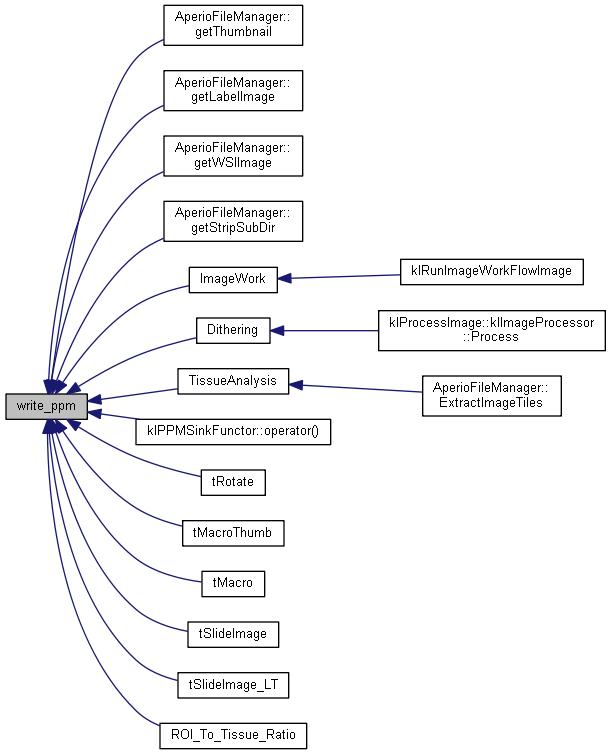 AperioFileManager::
getThumbnail
AperioFileManager::
getLabelImage
AperioFileManager::
getWSIImage
AperioFileManager::
getStripSubDir
ImageWork
klRunImageWorkFlowImage
Dithering
klProcessImage::klImageProcessor
::Process
TissueAnalysis
AperioFileManager::
ExtractImageTiles
write_ppm
klPPMSinkFunctor::operator()
tRotate
tMacroThumb
tMacro
tSlideImage
tSlideImage_LT
ROI_To_Tissue_Ratio